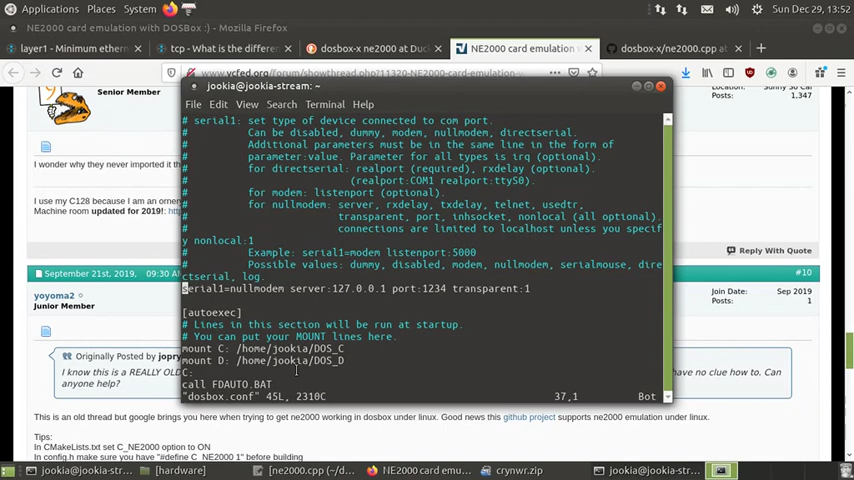 Applications Places System
Sun Dec 29, 13:52
NE2000 card emulation with DOSBox :) - Mozilla Firefox
layer1 - Minimum ethern
tcp - What is the differen
dosbox-x ne2000 at Duc
NE2000 card emulation
dosbox-x/ne2000.cpp at
www.vcfed.org/forum/showthread.php?11320-NE2000-card-emulation-w
Senior Member
Posts: 1,347
I wonder why they never imported it th
I use my C128 because I am an orner
Machine room updated for 2019!: http
Reply With Quote
September 21st, 2019, 09:30 AM
#10
yoyoma2
Junior Member
Join Date: Sep 2019
Posts: 2
Originally Posted by jopry
I know this is a REALLY OLD
have no clue how to. Can
anyone help?
This is an old thread but google brings you here when trying to get ne2000 working in dosbox under linux. Good news this github project supports ne2000 emulation under linux.
Tips:
In CMakeLists.txt set C_NE2000 option to ON
In config.h make sure you have "#define C_NE2000 1" before building
jookia@jookia-stream: ~
File Edit View Search Terminal Help
# serial1: set type of device connected to com port.
# Can be disabled, dummy, modem, nullmodem, directserial.
# Additional parameters must be in the same line in the form of
# parameter:value. Parameter for all types is irq (optional).
# for directserial: realport (required), rxdelay (optional).
# (realport:COM1 realport:ttyS0).
# for modem: listenport (optional).
# for nullmodem: server, rxdelay, txdelay, telnet, usedtr,
# transparent, port, inhsocket, nonlocal (all optional).
# connections are limited to localhost unless you specif
y nonlocal:1
# Example: serial1=modem listenport:5000
# Possible values: dummy, disabled, modem, nullmodem, serialmouse, dire
ctserial, log.
serial1=nullmodem server:127.0.0.1 port:1234 transparent:1
[autoexec]
# Lines in this section will be run at startup.
# You can put your MOUNT lines here.
mount C: /home/jookia/DOS_C
mount D: /home/jookia/DOS_D
C:
call FDAUTO.BAT
"dosbox.conf" 45L, 2310C 37,1 Bot
jookia@jookia-str...
[hardware]
[ne2000.cpp (~/d...
NE2000 card emu...
crynwr.zip
jookia@jookia-str...